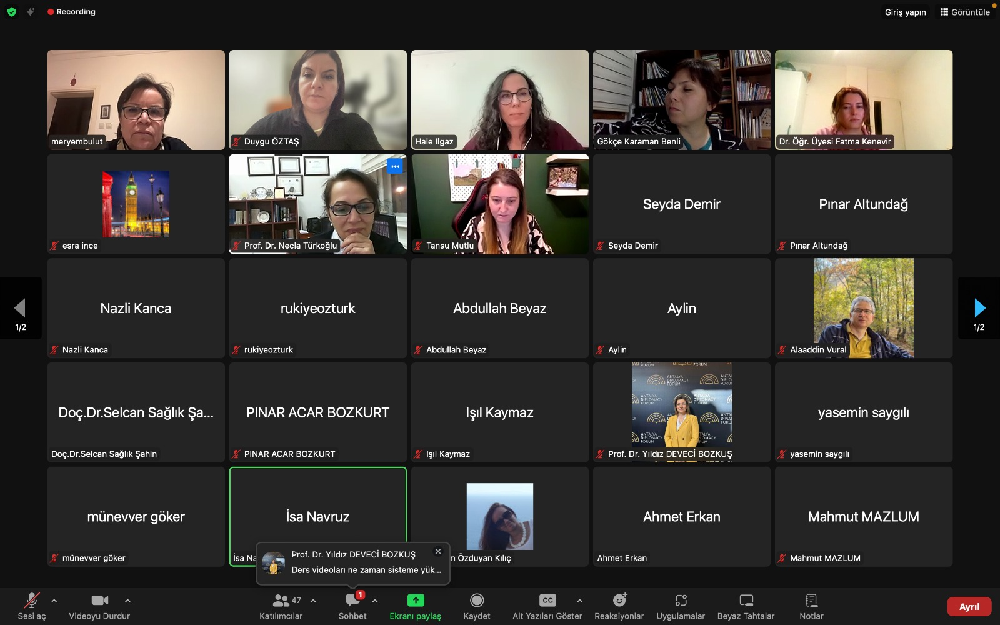 Recording
Giriş yapın
Görüntüle
meryembulut
Duygu ÖZTAŞ
Hale Ilgaz
Gökçe Karaman Benli
Dr. Öğr. Üyesi Fatma Kenevir
esra ince
Prof. Dr. Necla Türkoğlu
Tansu Mutlu
Seyda Demir
Seyda Demir
Pınar Altundağ
Pınar Altundağ
1/2
Nazli Kanca
Nazli Kanca
rukiyeozturk
rukiyeozturk
Abdullah Beyaz
Abdullah Beyaz
Aylin
Aylin
Alaaddin Vural
1/2
Doç.Dr.Selcan Sağlık Şa...
Doç.Dr.Selcan Sağlık Şahin
PINAR ACAR BOZKURT
PINAR ACAR BOZKURT
Işıl Kaymaz
Işıl Kaymaz
ANTALYA DIPLOMACY FORUM
Prof. Dr. Yıldız DEVECİ BOZKUŞ
yasemin saygılı
yasemin saygılı
münevver göker
münevver göker
İsa Navruz
İsa Na
Özduyan Kılıç
Ahmet Erkan
Ahmet Erkan
Mahmut MAZLUM
Mahmut MAZLUM
Prof. Dr. Yıldız DEVECİ BOZKUŞ
Ders videoları ne zaman sisteme yük...
Sesi aç
Videoyu Durdur
47
Katılımcılar
1
Sohbet
Ekranı paylaş
Kaydet
CC
Alt Yazıları Göster
Reaksiyonlar
Uygulamalar
Beyaz Tahtalar
Notlar
Ayrıl